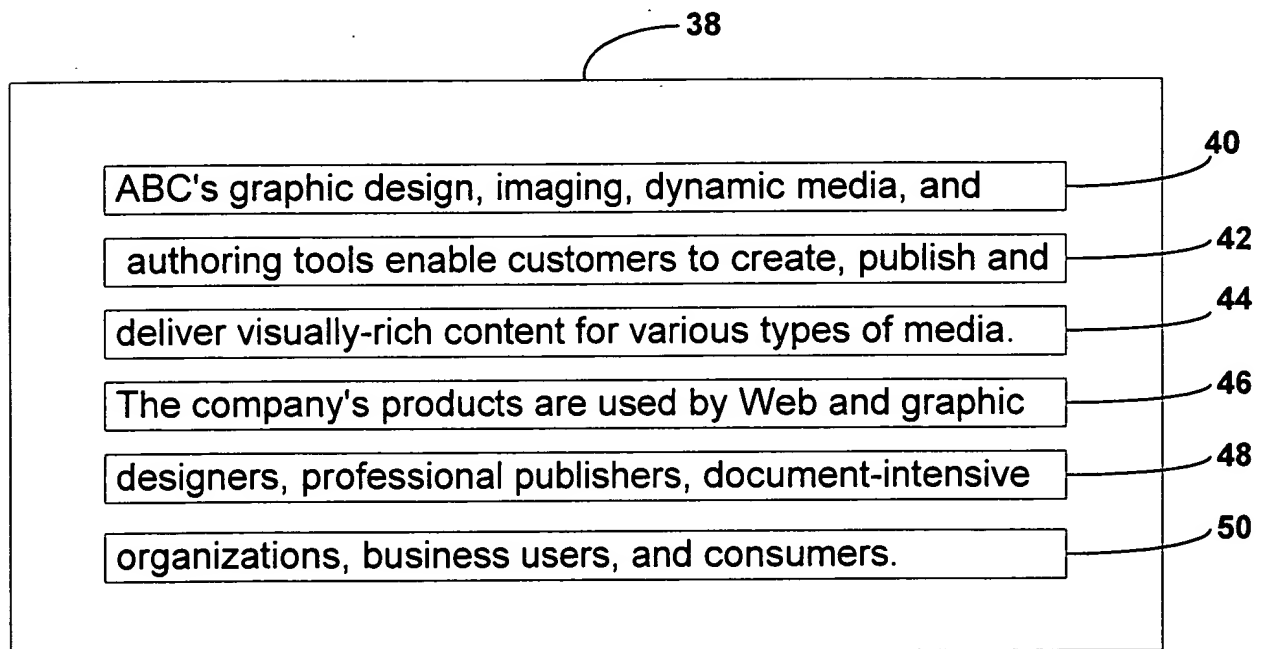 38
ABC's graphic design, imaging, dynamic media, and 40
authoring tools enable customers to create, publish and 42
deliver visually-rich content for various types of media. 44
The company's products are used by Web and graphic 46
designers, professional publishers, document-intensive 48
organizations, business users, and consumers. 50